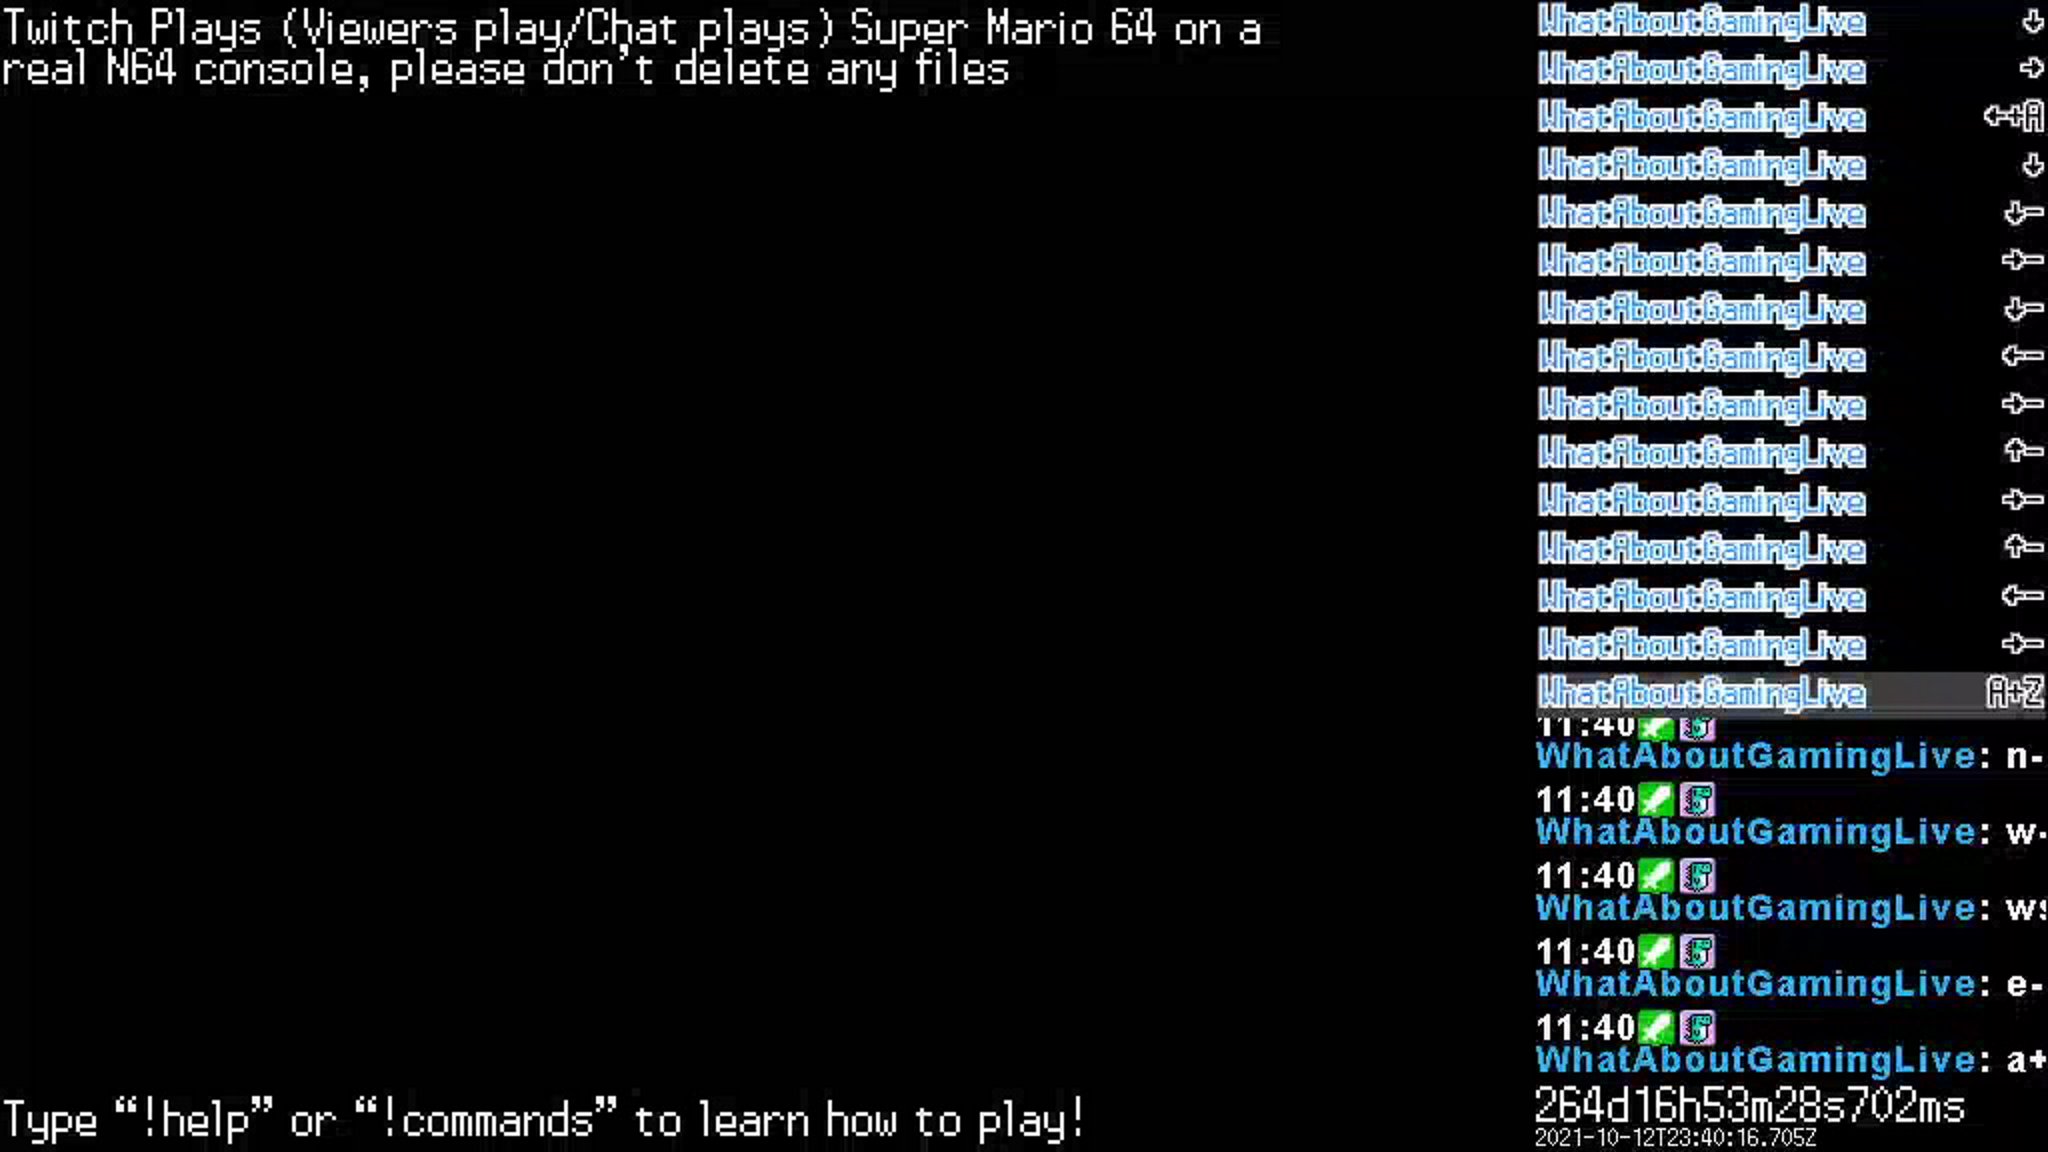 Twitch Plays (Viewers play/Chat plays) Super Mario 64 on a
real N64 console, please don't delete any files
WhatAboutGamingLive ↓
WhatAboutGamingLive →
WhatAboutGamingLive ←+A
WhatAboutGamingLive ↓
WhatAboutGamingLive ↓-
WhatAboutGamingLive →-
WhatAboutGamingLive ↓-
WhatAboutGamingLive ←-
WhatAboutGamingLive →-
WhatAboutGamingLive ↑-
WhatAboutGamingLive →-
WhatAboutGamingLive ↑-
WhatAboutGamingLive ←-
WhatAboutGamingLive →-
WhatAboutGamingLive A+Z
11:40
WhatAboutGamingLive: n-
11:40
WhatAboutGamingLive: w-
11:40
WhatAboutGamingLive: ws
11:40
WhatAboutGamingLive: e-
11:40
WhatAboutGamingLive: a+
264d16h53m28s702ms
2021-10-12T23:40:16.705Z
Type “!help” or “!commands” to learn how to play!